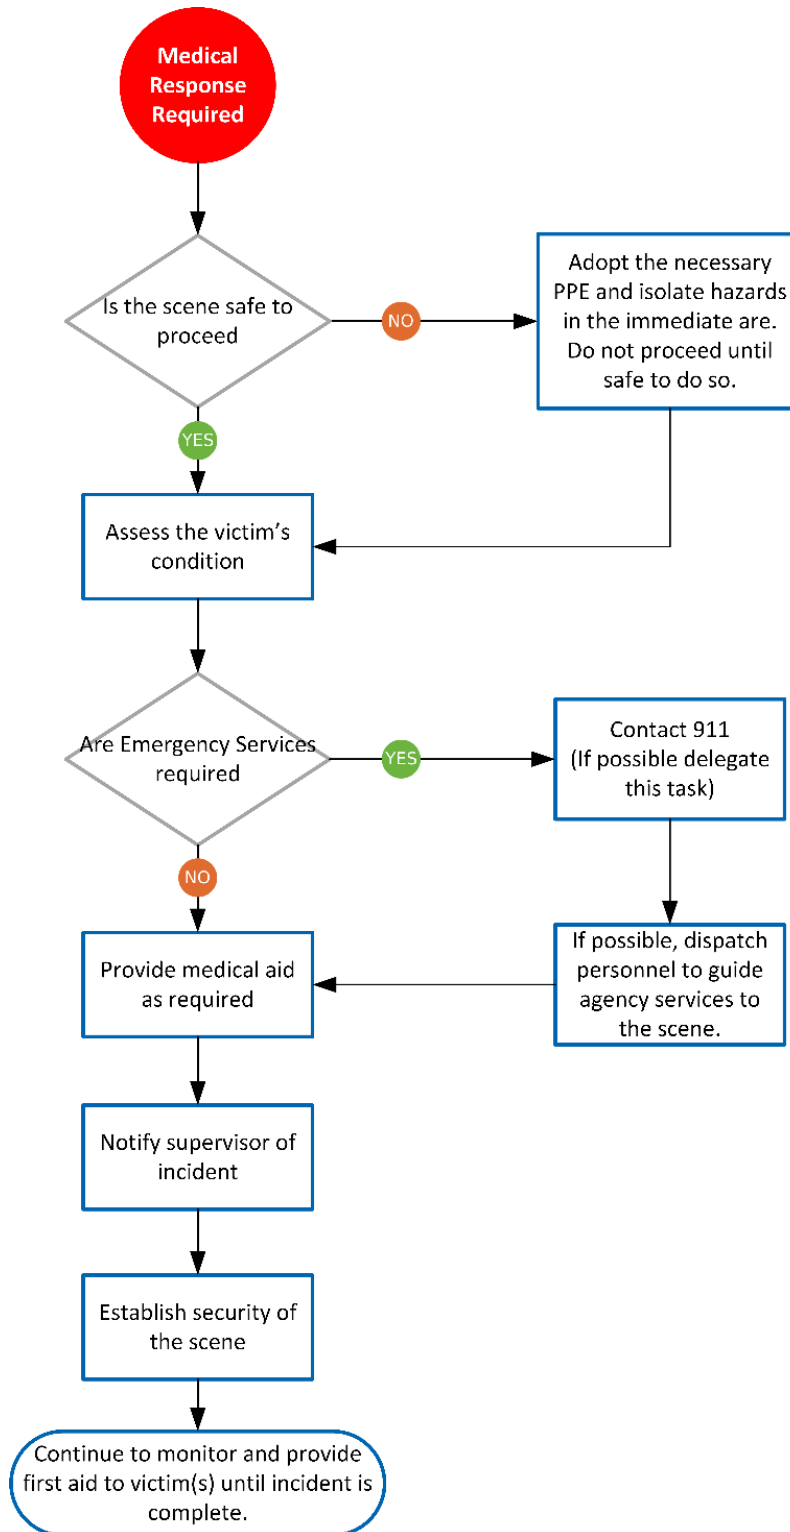 Medical
Response
Required
Is the scene safe to
proceed
NO
Adopt the necessary
PPE and isolate hazards
in the immediate are.
Do not proceed until
safe to do so.
YES
Assess the victim’s
condition
Are Emergency Services
required
YES
Contact 911
(If possible delegate
this task)
NO
If possible, dispatch
personnel to guide
agency services to
the scene.
Provide medical aid
as required
Notify supervisor of
incident
Establish security of
the scene
Continue to monitor and provide
first aid to victim(s) until incident is
complete.